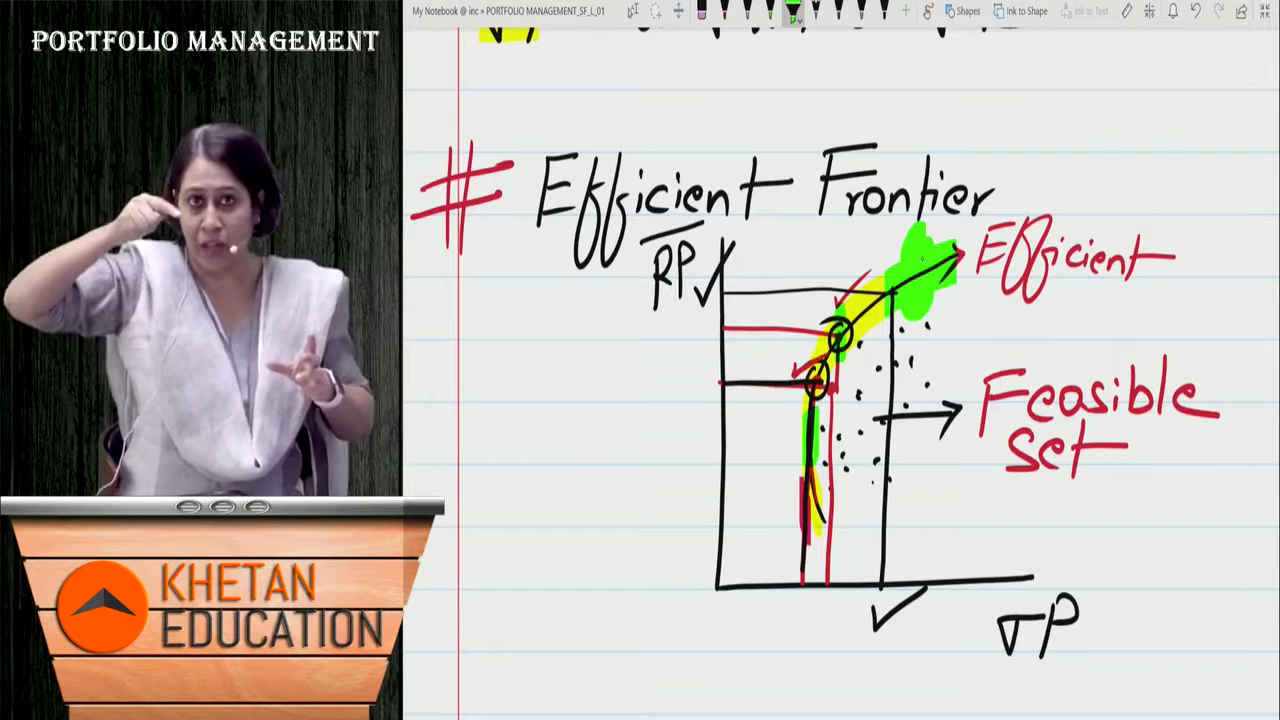 My Notebook @ inc » PORTFOLIO MANAGEMENT_SF_L_01
Shapes
Ink to Shape
Ink to Text
PORTFOLIO MANAGEMENT
# Efficient Frontier
RP
Efficient
Feasible
set
σP
KHETAN
EDUCATION